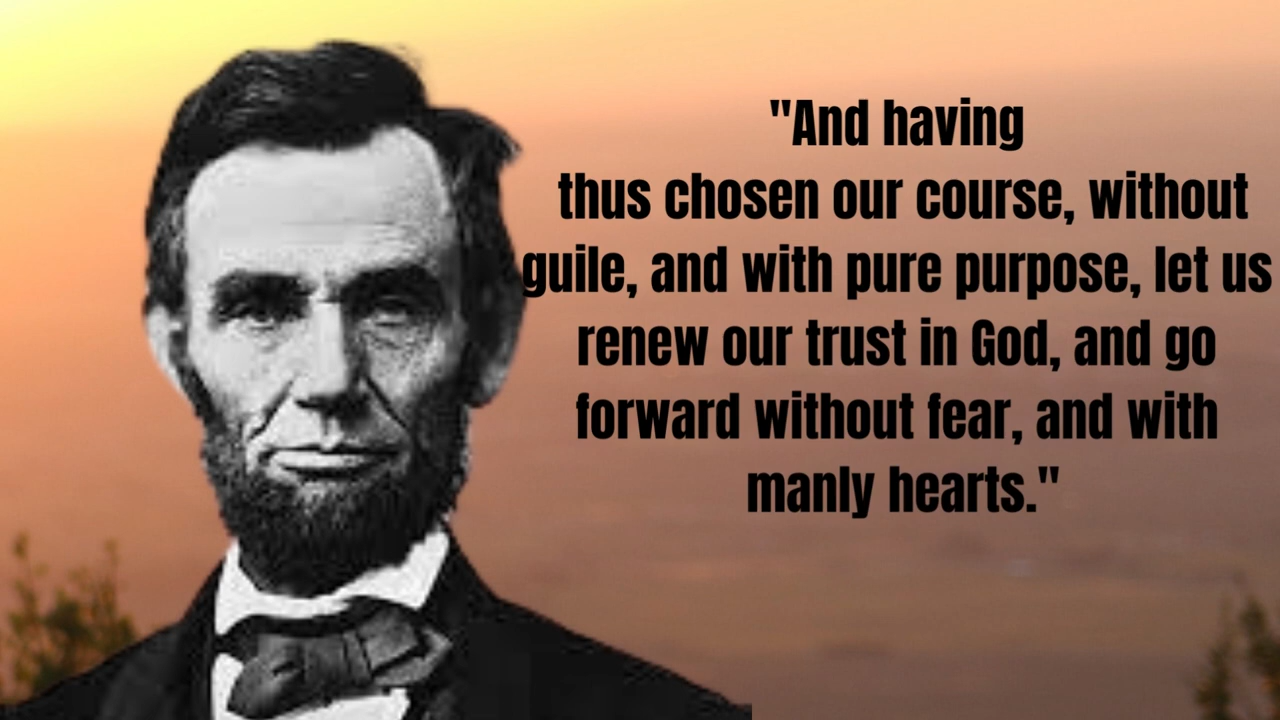 "And having
thus chosen our course, without
guile, and with pure purpose, let us
renew our trust in God, and go
forward without fear, and with
manly hearts."